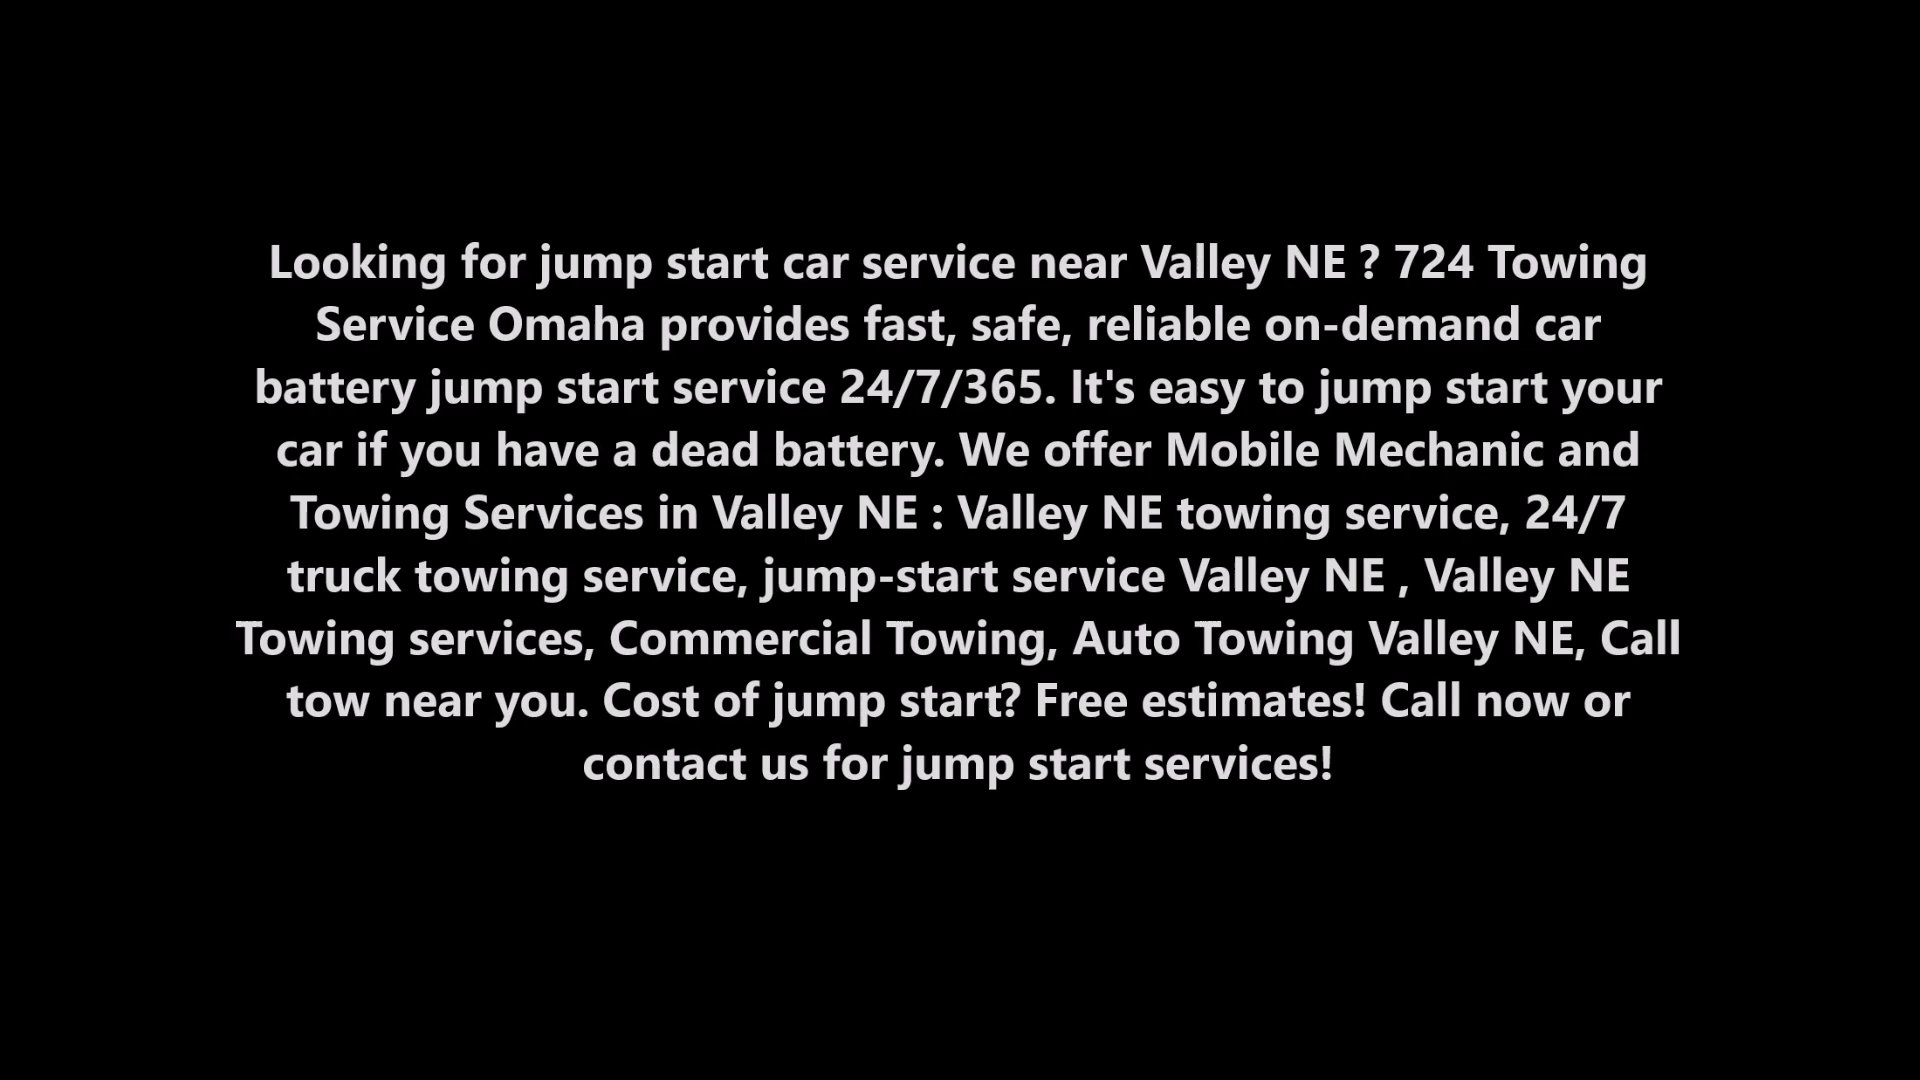 Looking for jump start car service near Valley NE ? 724 Towing
Service Omaha provides fast, safe, reliable on-demand car
battery jump start service 24/7/365. It's easy to jump start your
car if you have a dead battery. We offer Mobile Mechanic and
Towing Services in Valley NE : Valley NE towing service, 24/7
truck towing service, jump-start service Valley NE , Valley NE
Towing services, Commercial Towing, Auto Towing Valley NE, Call
tow near you. Cost of jump start? Free estimates! Call now or
contact us for jump start services!